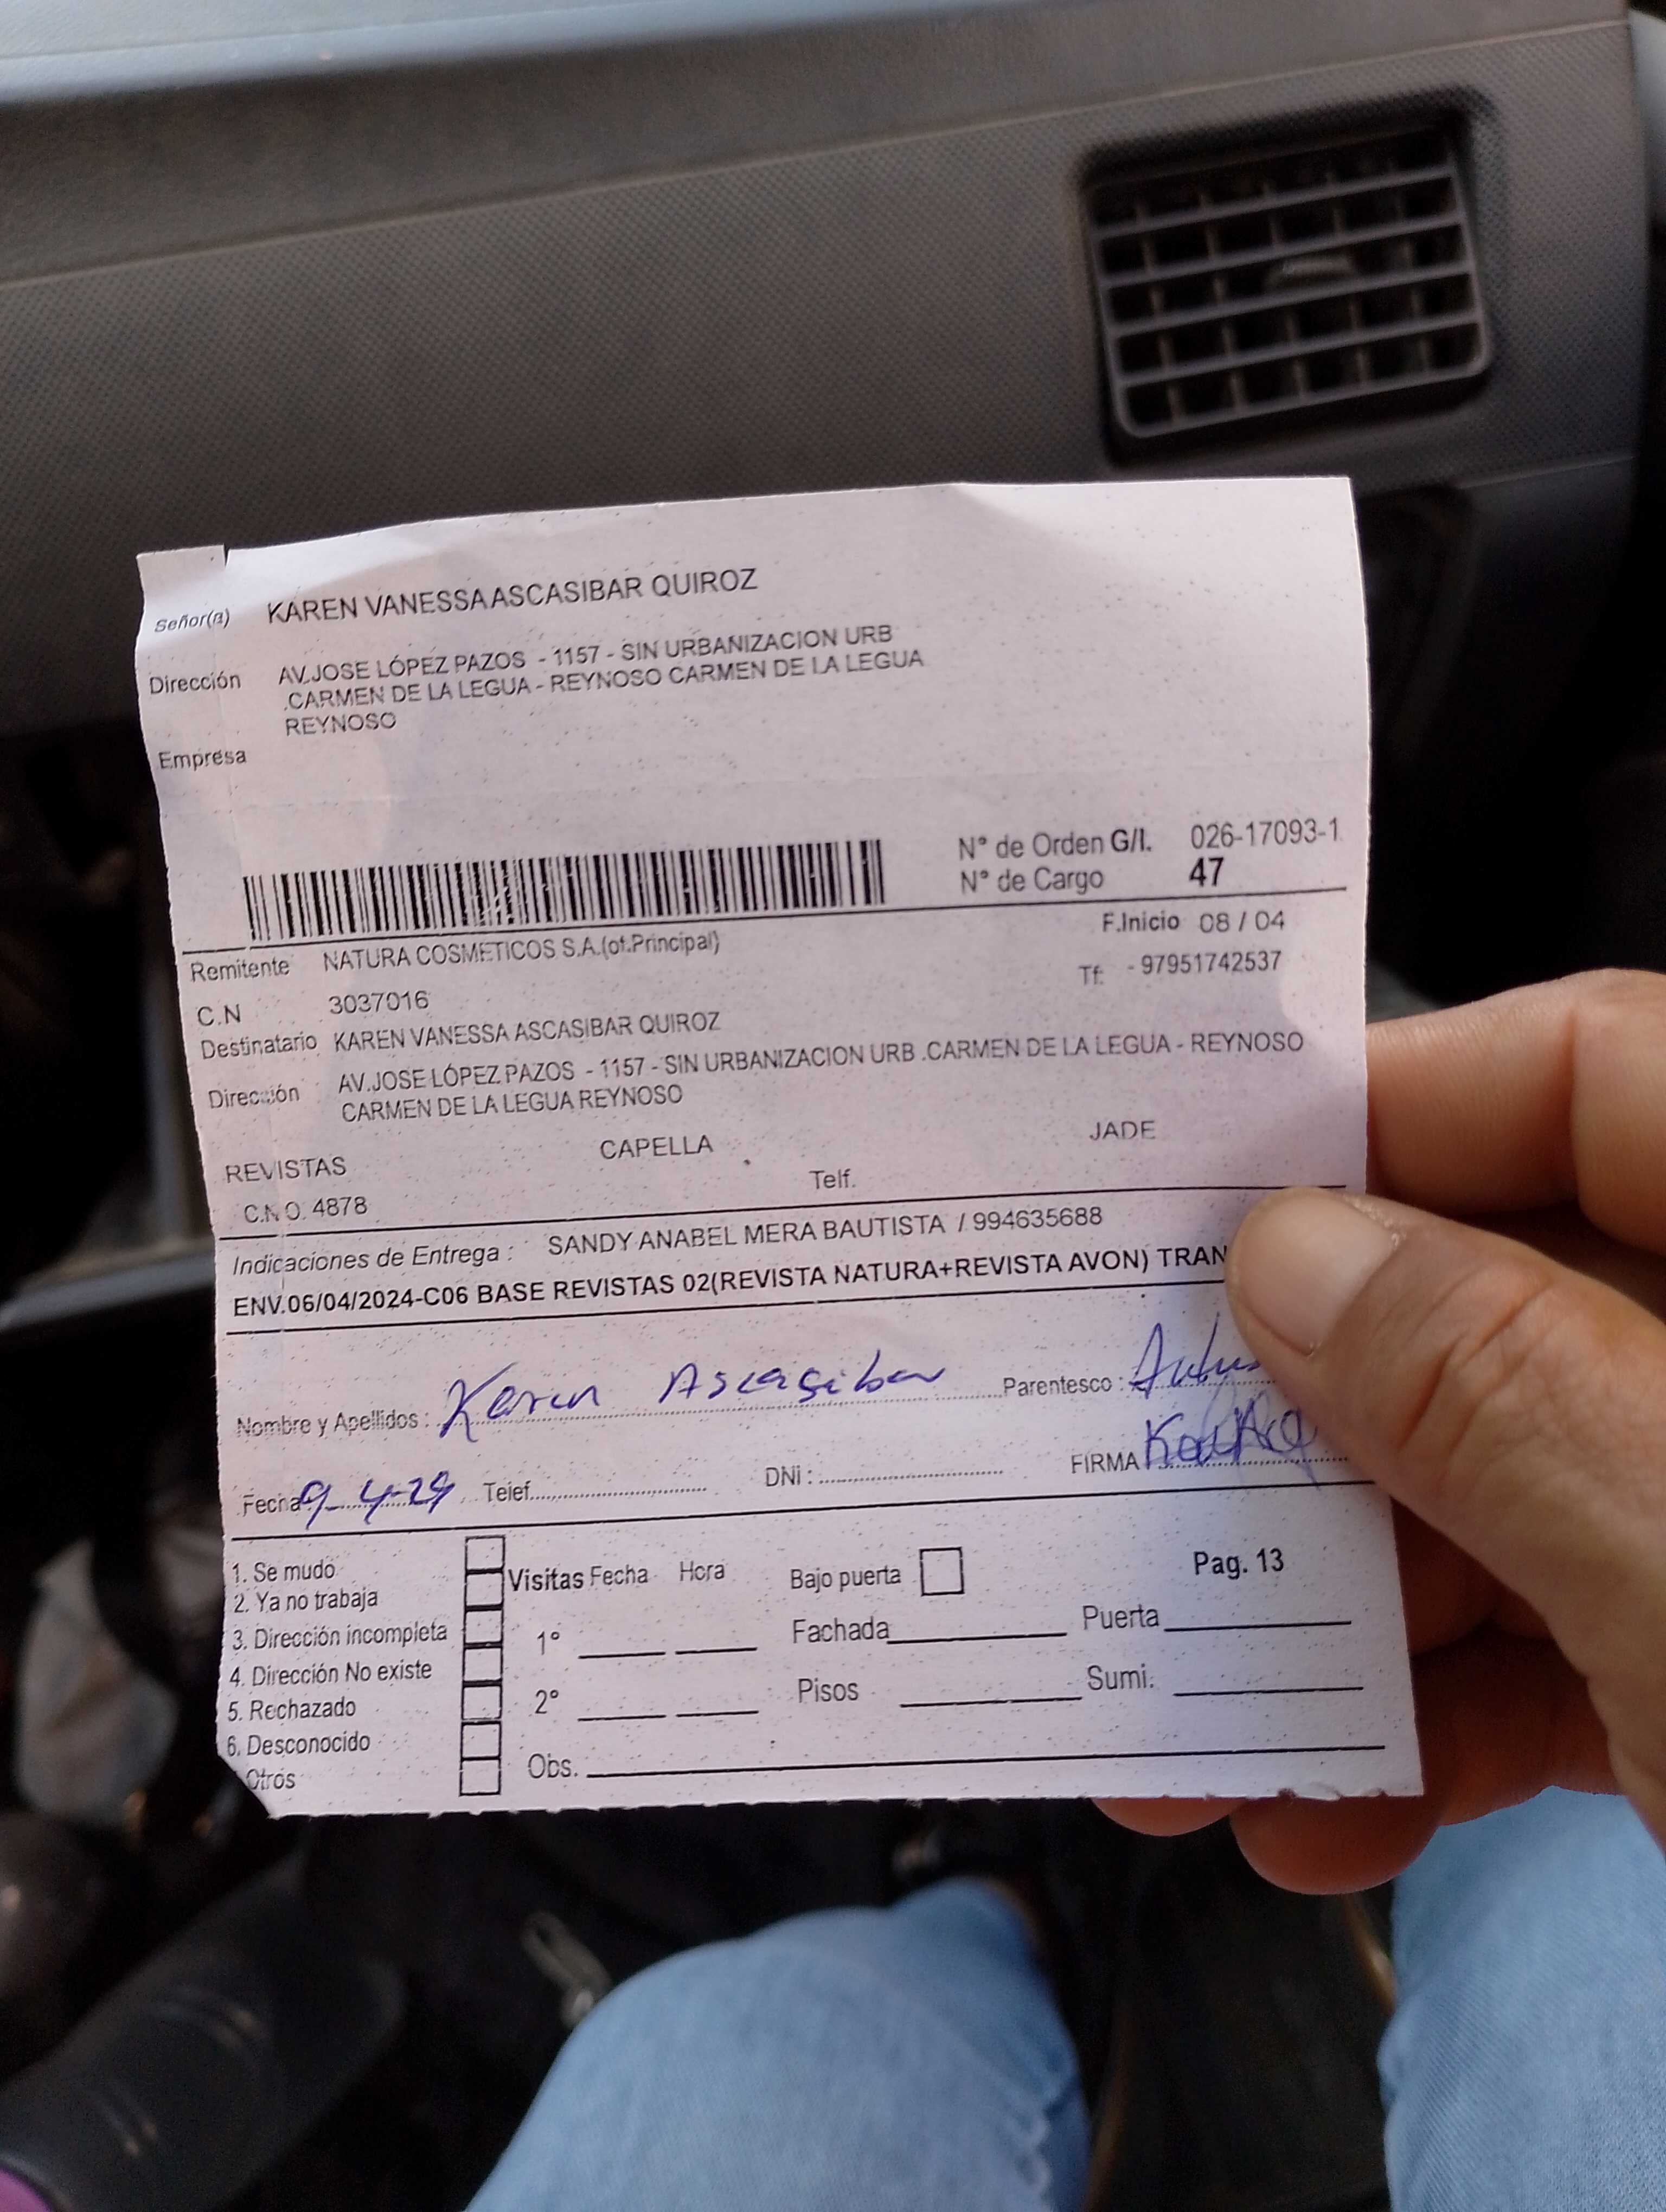 Señor(a) KAREN VANESSA ASCASIBAR QUIROZ
Dirección AV.JOSE LÓPEZ PAZOS - 1157 - SIN URBANIZACION URB
.CARMEN DE LA LEGUA - REYNOSO CARMEN DE LA LEGUA
REYNOSO
Empresa
N° de Orden G/I. 026-17093-1
N° de Cargo 47
F.Inicio 08 / 04
Remitente NATURA COSMETICOS S.A.(of.Principal)
Tf: - 97951742537
C.N 3037016
Destinatario KAREN VANESSA ASCASIBAR QUIROZ
Dirección AV.JOSE LÓPEZ PAZOS - 1157 - SIN URBANIZACION URB .CARMEN DE LA LEGUA - REYNOSO
CARMEN DE LA LEGUA REYNOSO
REVISTAS CAPELLA JADE
C.N O. 4878 Telf.
Indicaciones de Entrega : SANDY ANABEL MERA BAUTISTA / 994635688
ENV.06/04/2024-C06 BASE REVISTAS 02(REVISTA NATURA+REVISTA AVON) TRAN
Nombre y Apellidos : Karen Ascasibar Parentesco :
Fecha 9-4-24 Telef. DNi : FIRMA
1. Se mudo
2. Ya no trabaja
3. Dirección incompleta
4. Dirección No existe
5. Rechazado
6. Desconocido
Otros
Visitas Fecha Hora
1°
2°
Bajo puerta Pag. 13
Fachada Puerta
Pisos Sumi.
Obs.